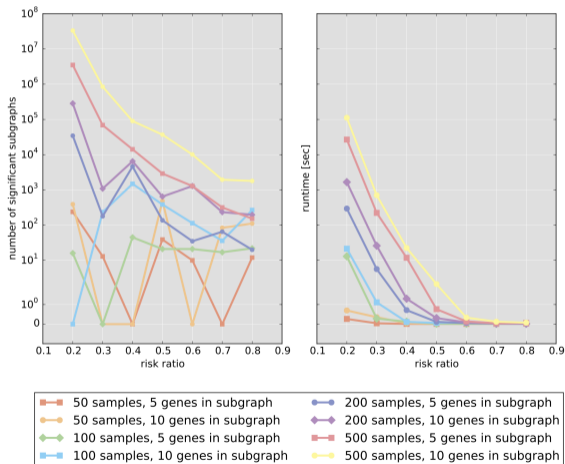 10^8
10^7
10^6
10^5
10^4
10^3
10^2
10^1
10^0
0
number of significant subgraphs
0.1 0.2 0.3 0.4 0.5 0.6 0.7 0.8 0.9
risk ratio
runtime [sec]
0.1 0.2 0.3 0.4 0.5 0.6 0.7 0.8 0.9
risk ratio
50 samples, 5 genes in subgraph
50 samples, 10 genes in subgraph
100 samples, 5 genes in subgraph
100 samples, 10 genes in subgraph
200 samples, 5 genes in subgraph
200 samples, 10 genes in subgraph
500 samples, 5 genes in subgraph
500 samples, 10 genes in subgraph